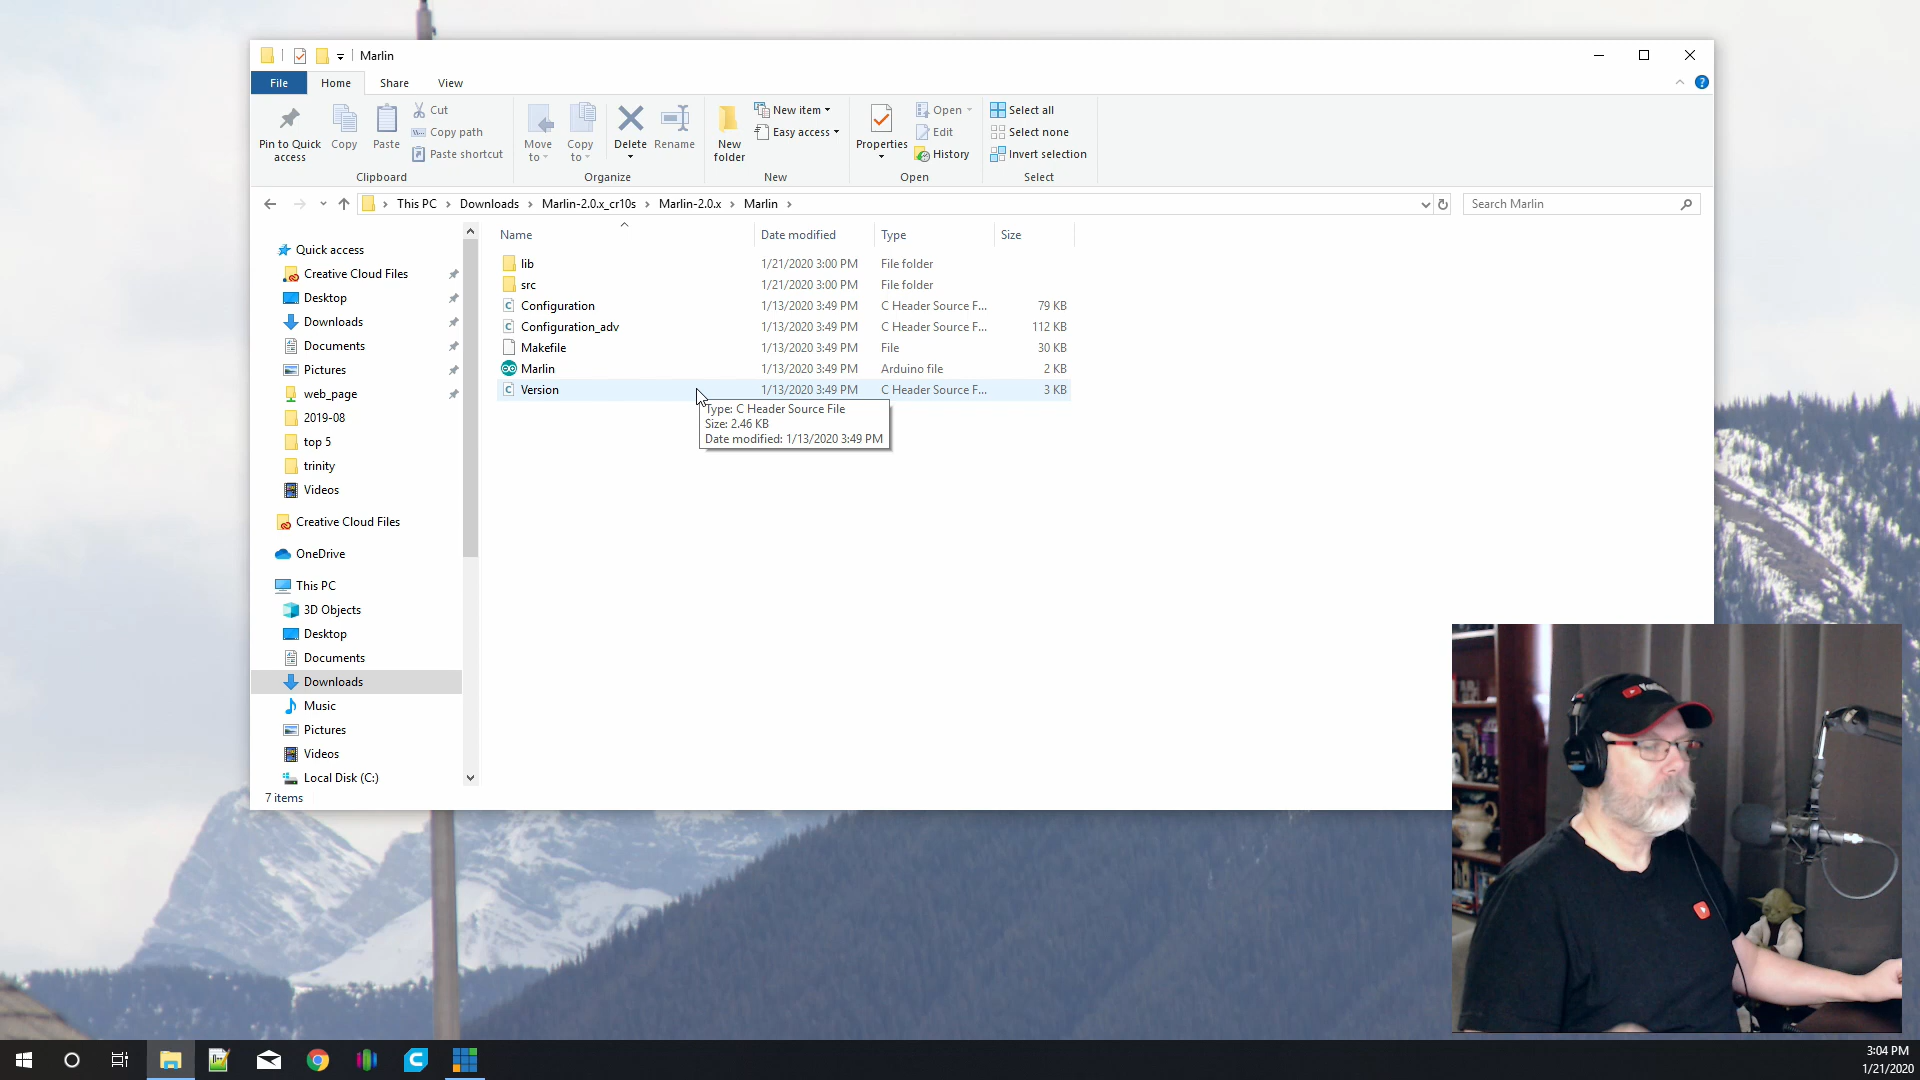 Marlin
File
Home
Share
View
Pin to Quick access
Copy
Paste
Cut
Copy path
Paste shortcut
Clipboard
Move to
Copy to
Delete
Rename
Organize
New folder
New item
Easy access
New
Properties
Open
Edit
History
Open
Select all
Select none
Invert selection
Select
This PC > Downloads > Marlin-2.0.x_cr10s > Marlin-2.0.x > Marlin >
Search Marlin
Name Date modified Type Size
lib 1/21/2020 3:00 PM File folder
src 1/21/2020 3:00 PM File folder
Configuration 1/13/2020 3:49 PM C Header Source F... 79 KB
Configuration_adv 1/13/2020 3:49 PM C Header Source F... 112 KB
Makefile 1/13/2020 3:49 PM File 30 KB
Marlin 1/13/2020 3:49 PM Arduino file 2 KB
Version 1/13/2020 3:49 PM C Header Source F... 3 KB
Type: C Header Source File
Size: 2.46 KB
Date modified: 1/13/2020 3:49 PM
Quick access
Creative Cloud Files
Desktop
Downloads
Documents
Pictures
web_page
2019-08
top 5
trinity
Videos
Creative Cloud Files
OneDrive
This PC
3D Objects
Desktop
Documents
Downloads
Music
Pictures
Videos
Local Disk (C:)
7 items
3:04 PM
1/21/2020